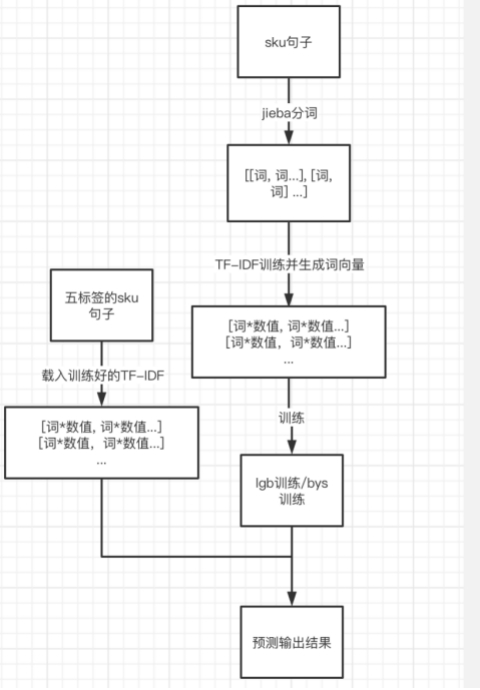 sku句子
jieba分词
[[词, 词...], [词,
词] ...]
TF-IDF训练并生成词向量
[词*数值, 词*数值...]
[词*数值，词*数值...]
...
训练
lgb训练/bys
训练
五标签的sku
句子
载入训练好的TF-IDF
[词*数值, 词*数值...]
[词*数值，词*数值...]
...
预测输出结果